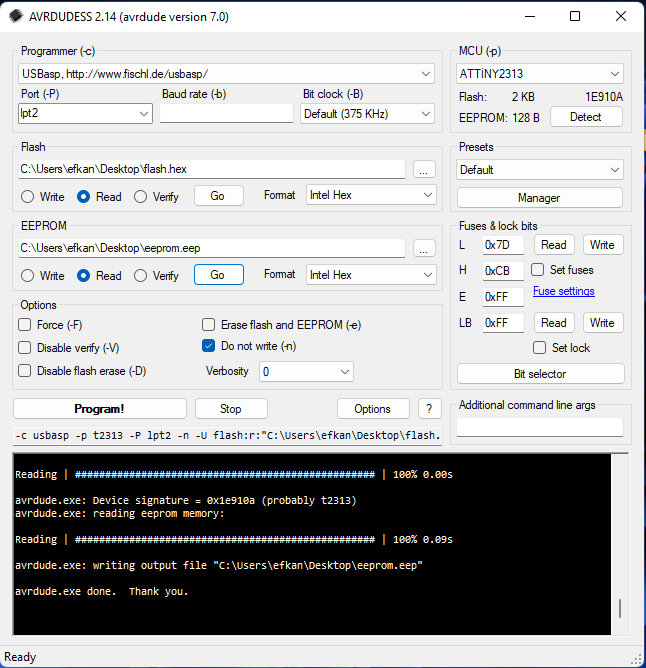 AVRDUDESS 2.14 (avrdude version 7.0)
Programmer (-c)
USBasp, http://www.fischl.de/usbasp/
Port (-P)
Baud rate (-b)
Bit clock (-B)
lpt2
Default (375 KHz)
MCU (-p)
ATTiNY2313
Flash: 2 KB 1E910A
EEPROM: 128 B Detect
Flash
C:\Users\efkan\Desktop\flash.hex ...
Write Read Verify Go Format Intel Hex
Presets
Default
Manager
EEPROM
C:\Users\efkan\Desktop\eeprom.eep ...
Write Read Verify Go Format Intel Hex
Fuses & lock bits
L 0x7D Read Write
H 0xCB Set fuses
E 0xFF Fuse settings
LB 0xFF Read Write
Set lock
Bit selector
Options
Force (-F) Erase flash and EEPROM (-e)
Disable verify (-V) Do not write (-n)
Disable flash erase (-D) Verbosity 0
Program! Stop Options ?
Additional command line args
-c usbasp -p t2313 -P lpt2 -n -U flash:r:"C:\Users\efkan\Desktop\flash.
Reading | ################################################## | 100% 0.00s
avrdude.exe: Device signature = 0x1e910a (probably t2313)
avrdude.exe: reading eeprom memory:
Reading | ################################################## | 100% 0.09s
avrdude.exe: writing output file "C:\Users\efkan\Desktop\eeprom.eep"
avrdude.exe done.  Thank you.
Ready